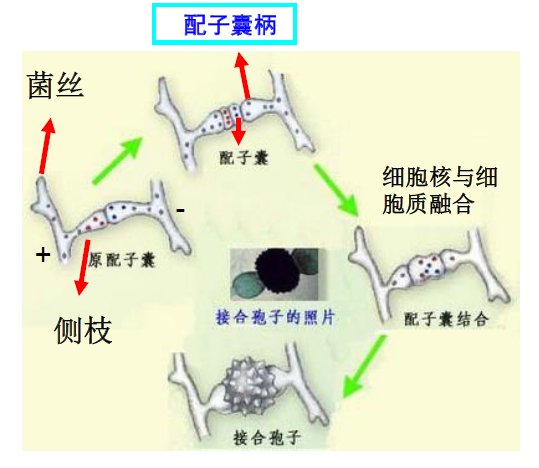 配子囊柄
菌丝
配子囊
细胞核与细
胞质融合
-
+
原配子囊
侧枝
接合孢子的照片
配子囊结合
接合孢子